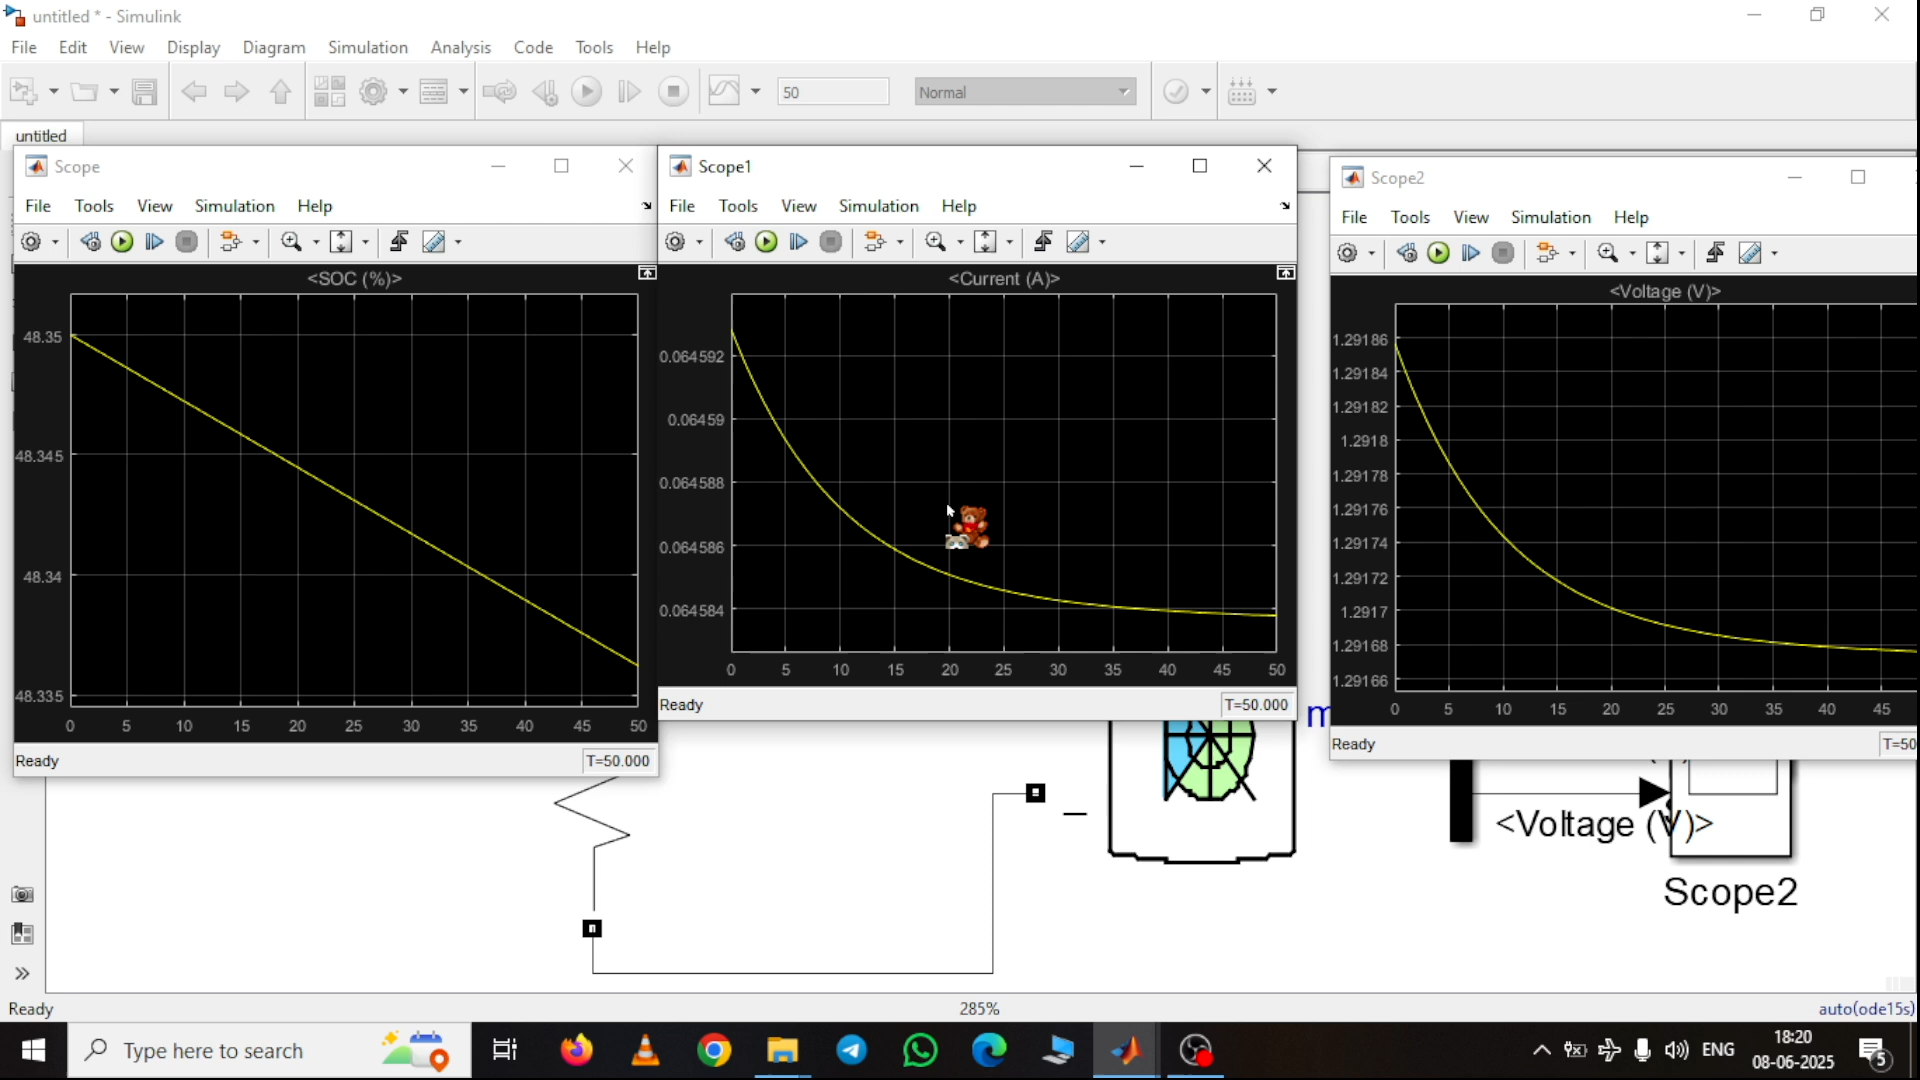 untitled * - Simulink
File Edit View Display Diagram Simulation Analysis Code Tools Help
50
Normal
untitled
Scope
File Tools View Simulation Help
<SOC (%)>
48.35
48.345
48.34
48.335
0 5 10 15 20 25 30 35 40 45 50
Ready
T=50.000
Scope1
File Tools View Simulation Help
<Current (A)>
0.064592
0.06459
0.064588
0.064586
0.064584
0 5 10 15 20 25 30 35 40 45 50
Ready
T=50.000
Scope2
File Tools View Simulation Help
<Voltage (V)>
1.29186
1.29184
1.29182
1.2918
1.29178
1.29176
1.29174
1.29172
1.2917
1.29168
1.29166
0 5 10 15 20 25 30 35 40 45
Ready
T=50
m
<Voltage (V)>
Scope2
Ready
285%
auto(ode15s)
Type here to search
ENG
18:20
08-06-2025
5